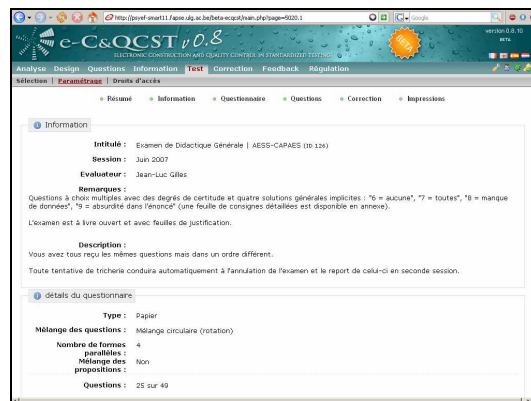 http://psyef-smart11.fapse.ulg.ac.be/beta-ecqcst/main.php?page=5020.1
Google
e-C&QCST v0.8
version 0.8.10
BETA
ELECTRONIC CONSTRUCTION AND QUALITY CONTROL IN STANDARDIZED TESTING
BETA
Analyse Design Questions Information Test Correction Feedback Régulation
Sélection | Paramétrage | Droits d'accès
Résumé Information Questionnaire Questions Correction Impressions
Information
Intitulé : Examen de Didactique Générale | AESS-CAPAES (ID 126)
Session : Juin 2007
Evaluateur : Jean-Luc Gilles
Remarques :
Questions à choix multiples avec des degrés de certitude et quatre solutions générales implicites : "6 = aucune", "7 = toutes", "8 = manque
de données", "9 = absurdité dans l'énoncé" (une feuille de consignes détaillées est disponible en annexe).
L'examen est à livre ouvert et avec feuilles de justification.
Description :
Vous avez tous reçu les mêmes questions mais dans un ordre différent.
Toute tentative de tricherie conduira automatiquement à l'annulation de l'examen et le report de celui-ci en seconde session.
détails du questionnaire
Type : Papier
Mélange des questions : Mélange circulaire (rotation)
Nombre de formes
parallèles : 4
Mélange des
propositions : Non
Questions : 25 sur 49